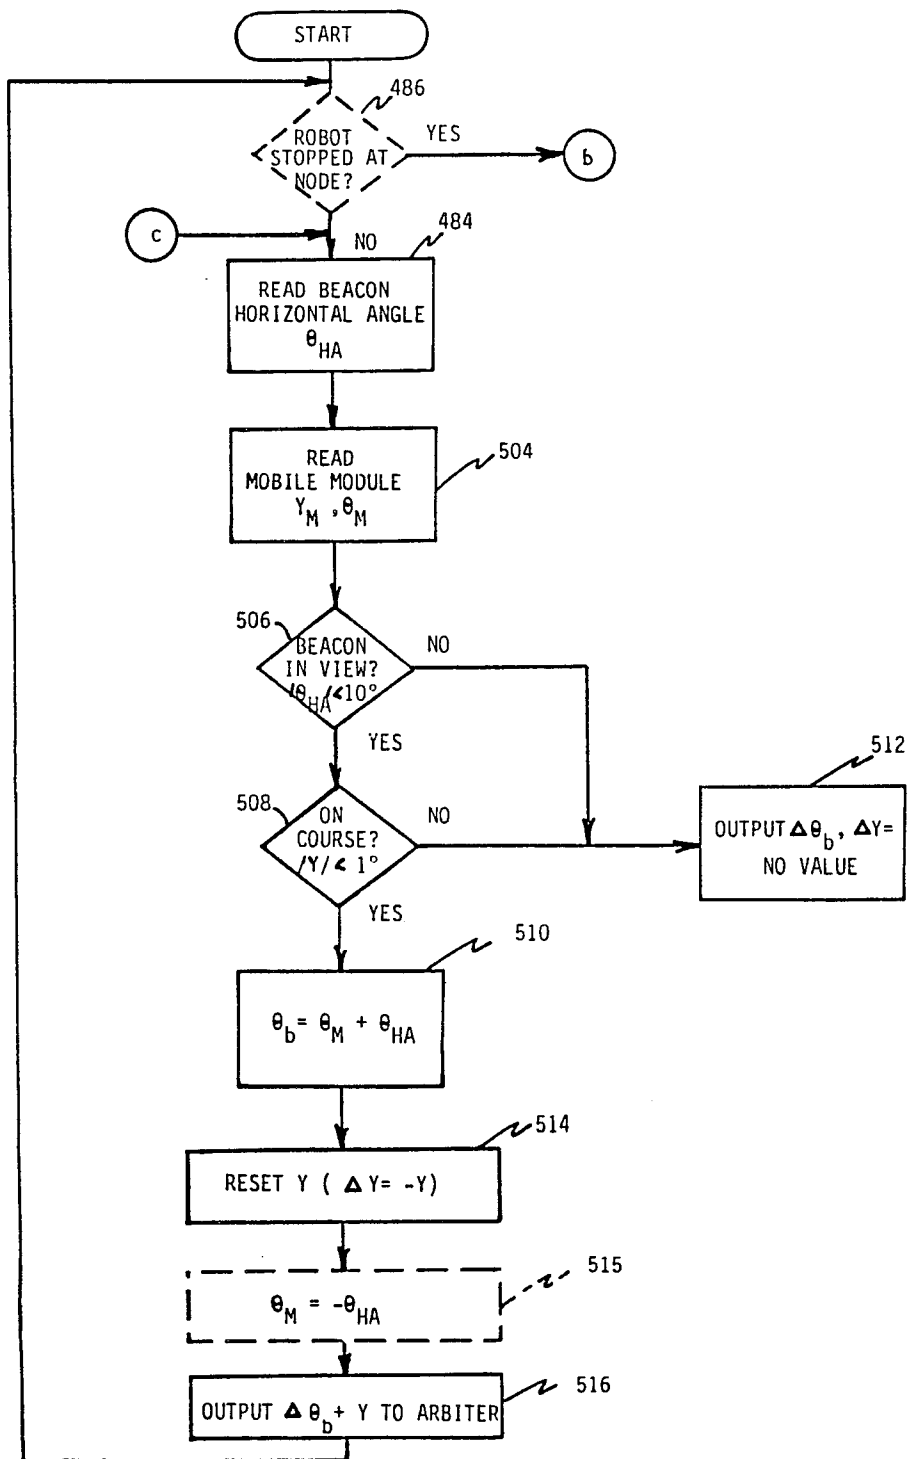 START
486
ROBOT
STOPPED AT
NODE?
YES
b
c
NO
484
READ BEACON
HORIZONTAL ANGLE
θHA
504
READ
MOBILE MODULE
YM ,θM
506
BEACON
IN VIEW?
/θHA/<10°
NO
YES
508
ON
COURSE?
/Y/< 1°
NO
YES
512
OUTPUT Δθb, ΔY=
NO VALUE
510
θb= θM + θHA
514
RESET Y ( ΔY= -Y)
515
θM = -θHA
516
OUTPUT Δθb+ Y TO ARBITER